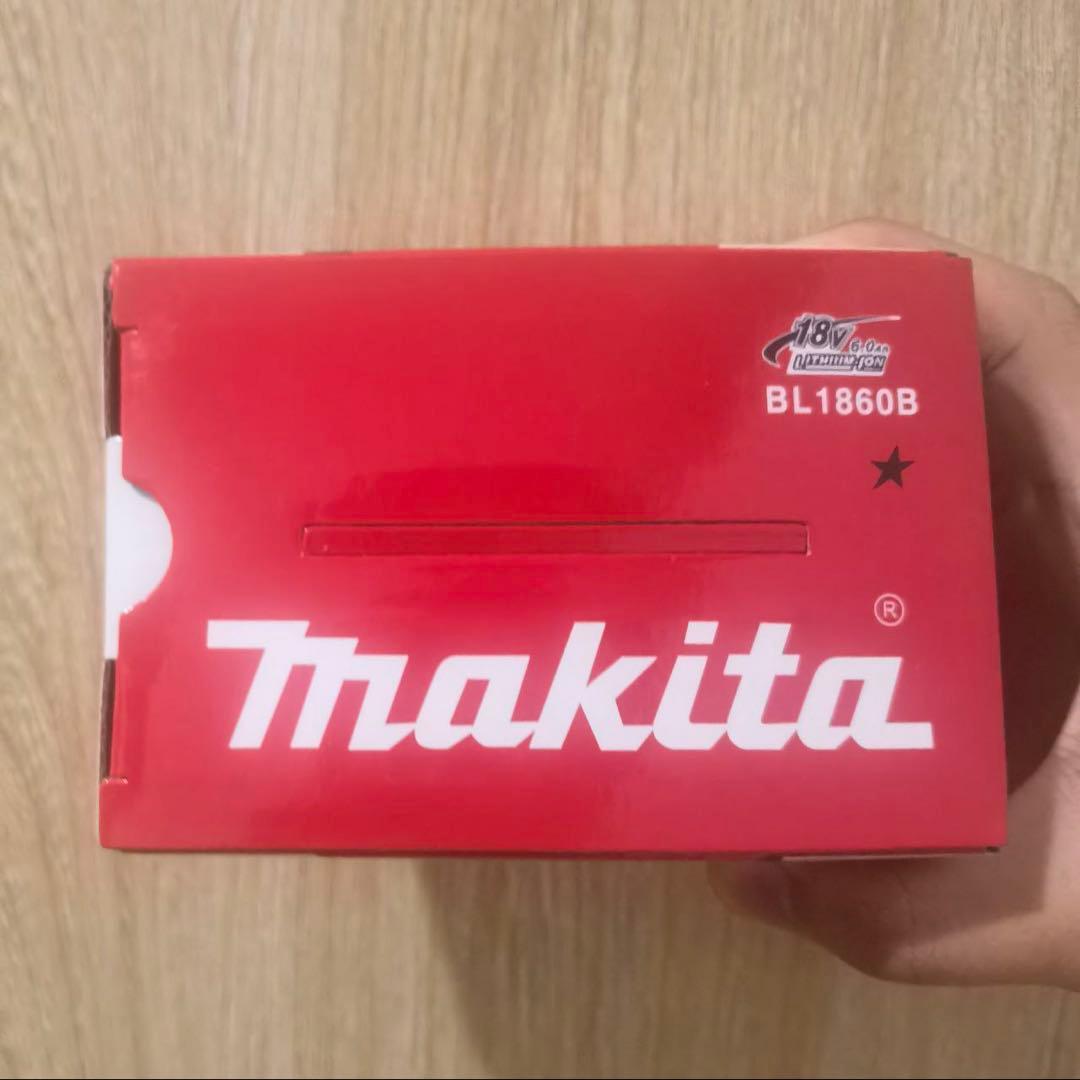 18V 6.0Ah
LITHIUM-ION
BL1860B
®
makita